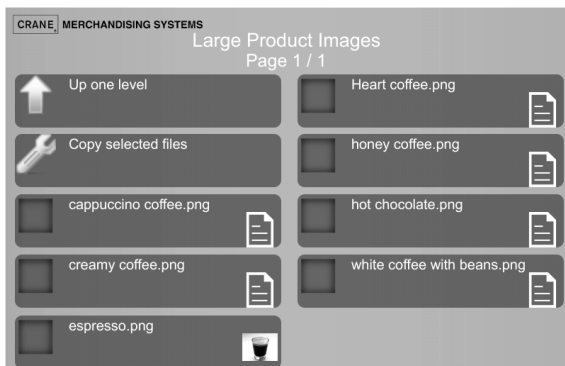 CRANE MERCHANDISING SYSTEMS
Large Product Images
Page 1 / 1
Up one level
Copy selected files
cappuccino coffee.png
creamy coffee.png
espresso.png
Heart coffee.png
honey coffee.png
hot chocolate.png
white coffee with beans.png